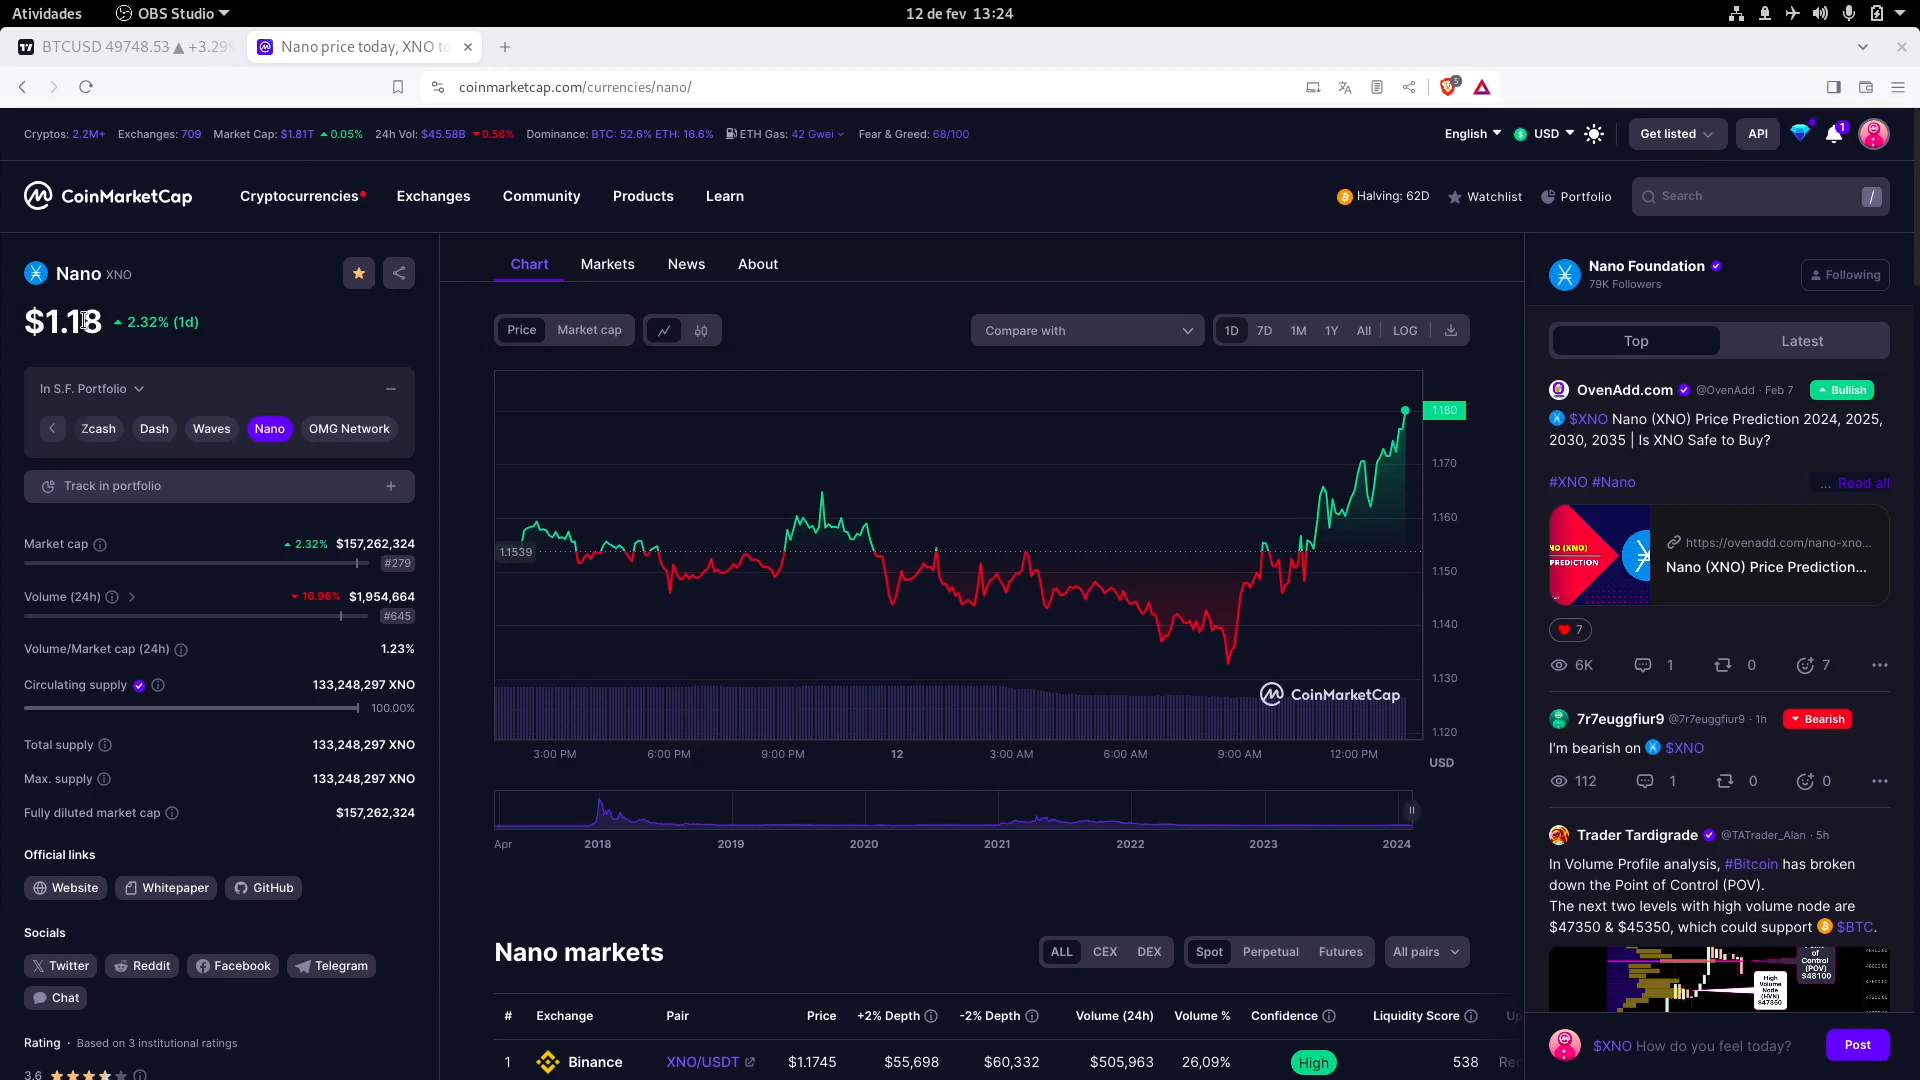 Atividades
OBS Studio
12 de fev 13:24
BTCUSD 49748.53 ▲ +3.29%
Nano price today, XNO to
coinmarketcap.com/currencies/nano/
5
Cryptos: 2.2M+ Exchanges: 709 Market Cap: $1.81T 0.05% 24h Vol: $45.58B 0.56% Dominance: BTC: 52.6% ETH: 16.6% ETH Gas: 42 Gwei Fear & Greed: 68/100
English USD Get listed API 1
CoinMarketCap Cryptocurrencies Exchanges Community Products Learn
Halving: 62D Watchlist Portfolio Search /
Nano XNO
$1.18 2.32% (1d)
In S.F. Portfolio
Zcash Dash Waves Nano OMG Network
Track in portfolio +
Market cap 2.32% $157,262,324
#279
Volume (24h) 16.96% $1,954,664
#645
Volume/Market cap (24h) 1.23%
Circulating supply 133,248,297 XNO
100.00%
Total supply 133,248,297 XNO
Max. supply 133,248,297 XNO
Fully diluted market cap $157,262,324
Official links
Website Whitepaper GitHub
Socials
Twitter Reddit Facebook Telegram
Chat
Rating · Based on 3 institutional ratings
3.6
Chart Markets News About
Price Market cap
Compare with
1D 7D 1M 1Y All LOG
1.180
1.170
1.160
1.1539
1.150
1.140
1.130
1.120
CoinMarketCap
3:00 PM 6:00 PM 9:00 PM 12 3:00 AM 6:00 AM 9:00 AM 12:00 PM
USD
Apr 2018 2019 2020 2021 2022 2023 2024
Nano markets
ALL CEX DEX Spot Perpetual Futures All pairs
# Exchange Pair Price +2% Depth -2% Depth Volume (24h) Volume % Confidence Liquidity Score Up
1 Binance XNO/USDT $1.1745 $55,698 $60,332 $505,963 26,09% High 538 Rec
Nano Foundation
79K Followers
Following
Top Latest
OvenAdd.com @OvenAdd · Feb 7 Bullish
$XNO Nano (XNO) Price Prediction 2024, 2025,
2030, 2035 | Is XNO Safe to Buy?
#XNO #Nano ... Read all
NO (XNO)
PREDICTION
https://ovenadd.com/nano-xno...
Nano (XNO) Price Prediction...
7
6K 1 0 7
7r7euggfiur9 @7r7euggfiur9 · 1h Bearish
I'm bearish on $XNO
112 1 0 0
Trader Tardigrade @TATrader_Alan · 5h
In Volume Profile analysis, #Bitcoin has broken
down the Point of Control (POV).
The next two levels with high volume node are
$47350 & $45350, which could support $BTC.
of
Control
(POV)
$48100
High
Volume
Node
(HVN)
$47350
$XNO How do you feel today?
Post